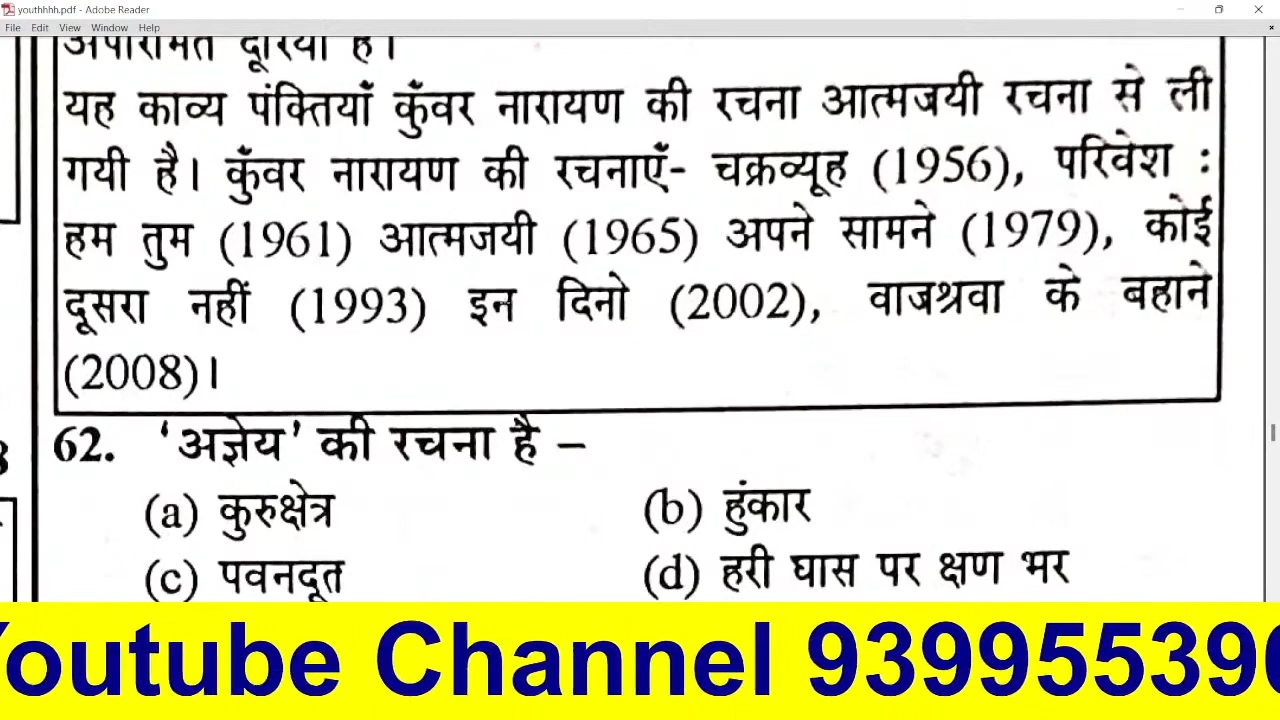 youthhhh.pdf - Adobe Reader
File Edit View Window Help
अपरिमित दूरियाँ हैं।
यह काव्य पंक्तियाँ कुँवर नारायण की रचना आत्मजयी रचना से ली
गयी है। कुँवर नारायण की रचनाएँ- चक्रव्यूह (1956), परिवेश :
हम तुम (1961) आत्मजयी (1965) अपने सामने (1979), कोई
दूसरा नहीं (1993) इन दिनो (2002), वाजश्रवा के बहाने
(2008)।
62. 'अज्ञेय' की रचना है –
(a) कुरुक्षेत्र (b) हुंकार
(c) पवनदूत (d) हरी घास पर क्षण भर
Youtube Channel 939955390